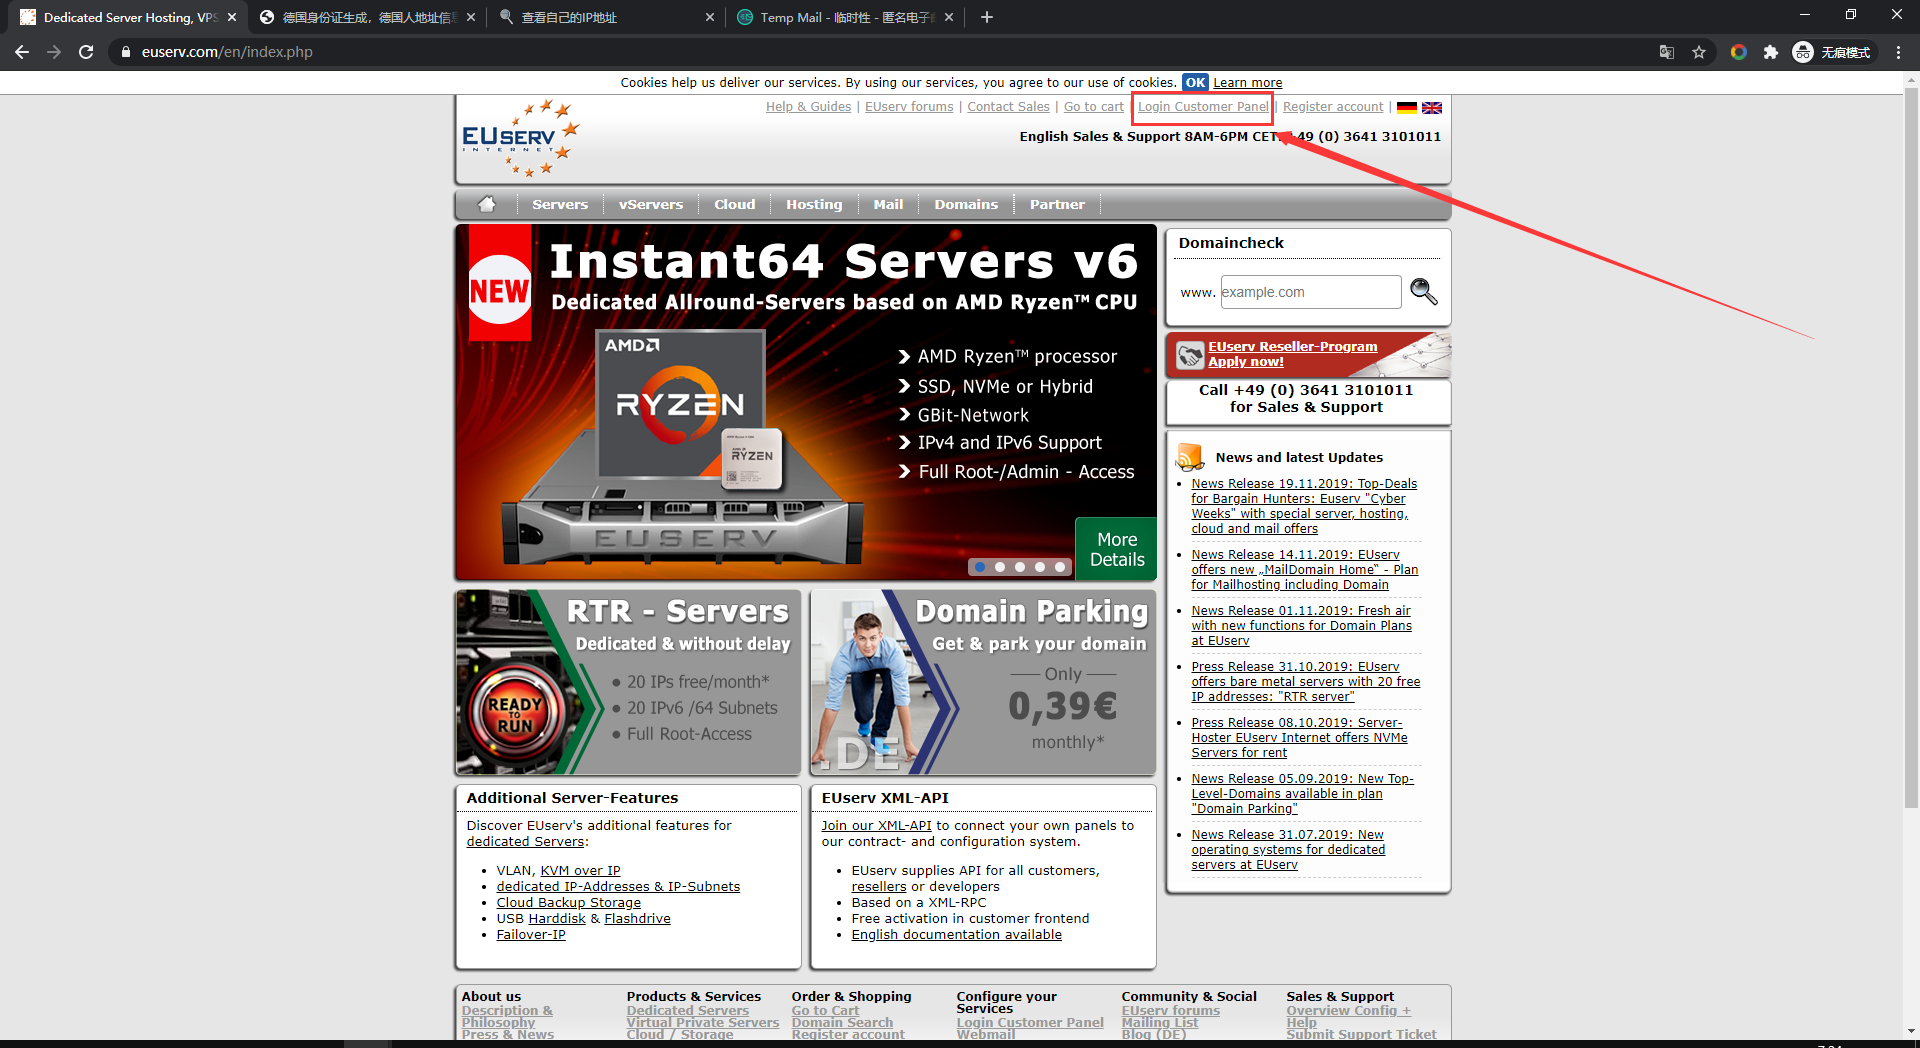 Dedicated Server Hosting, VPS
德国身份证生成，德国人地址信息
查看自己的IP地址
Temp Mail - 临时性 - 匿名电子
euserv.com/en/index.php
无痕模式
Cookies help us deliver our services. By using our services, you agree to our use of cookies. OK Learn more
EUSERV
INTERNET
Help & Guides | EUserv forums | Contact Sales | Go to cart | Login Customer Panel | Register account |
English Sales & Support 8AM-6PM CET: +49 (0) 3641 3101011
Servers
vServers
Cloud
Hosting
Mail
Domains
Partner
NEW
Instant64 Servers v6
Dedicated Allround-Servers based on AMD Ryzen™ CPU
AMD
RYZEN
RYZEN
EUSERV
AMD Ryzen™ processor
SSD, NVMe or Hybrid
GBit-Network
IPv4 and IPv6 Support
Full Root-/Admin - Access
More
Details
Domaincheck
www. example.com
EUserv Reseller-Program
Apply now!
Call +49 (0) 3641 3101011
for Sales & Support
News and latest Updates
News Release 19.11.2019: Top-Deals
for Bargain Hunters: Euserv "Cyber
Weeks" with special server, hosting,
cloud and mail offers
News Release 14.11.2019: EUserv
offers new „MailDomain Home“ - Plan
for Mailhosting including Domain
News Release 01.11.2019: Fresh air
with new functions for Domain Plans
at EUserv
Press Release 31.10.2019: EUserv
offers bare metal servers with 20 free
IP addresses: "RTR server"
Press Release 08.10.2019: Server-
Hoster EUserv Internet offers NVMe
Servers for rent
News Release 05.09.2019: New Top-
Level-Domains available in plan
"Domain Parking"
News Release 31.07.2019: New
operating systems for dedicated
servers at EUserv
READY
TO
RUN
RTR - Servers
Dedicated & without delay
20 IPs free/month*
20 IPv6 /64 Subnets
Full Root-Access
.DE
Domain Parking
Get & park your domain
Only
0,39€
monthly*
Additional Server-Features
Discover EUserv's additional features for
dedicated Servers:
VLAN, KVM over IP
dedicated IP-Addresses & IP-Subnets
Cloud Backup Storage
USB Harddisk & Flashdrive
Failover-IP
EUserv XML-API
Join our XML-API to connect your own panels to
our contract- and configuration system.
EUserv supplies API for all customers,
resellers or developers
Based on a XML-RPC
Free activation in customer frontend
English documentation available
About us
Description &
Philosophy
Press & News
Products & Services
Dedicated Servers
Virtual Private Servers
Cloud / Storage
Order & Shopping
Go to Cart
Domain Search
Register account
Configure your
Services
Login Customer Panel
Webmail
Community & Social
EUserv forums
Mailing List
Blog (DE)
Sales & Support
Overview Config +
Help
Submit Support Ticket